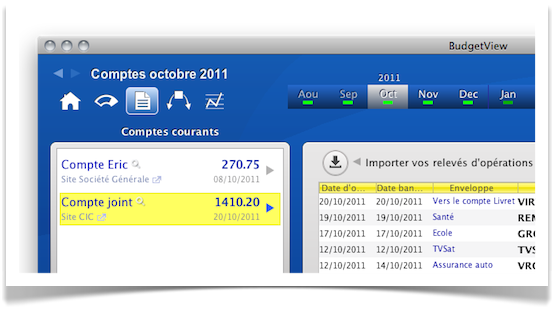 BudgetView
Comptes octobre 2011
2011
Aou Sep Oct Nov Dec Jan
Comptes courants
Compte Eric 270.75
Site Société Générale 08/10/2011
Compte joint 1410.20
Site CIC 20/10/2011
Importer vos relevés d'opérations
Date d'o... Date ban... Enveloppe
20/10/2011 20/10/2011 Vers le compte Livret VIR
19/10/2011 19/10/2011 Santé REM
17/10/2011 17/10/2011 Ecole GRO
12/10/2011 12/10/2011 TVSat TVS
12/10/2011 14/10/2011 Assurance auto VRO